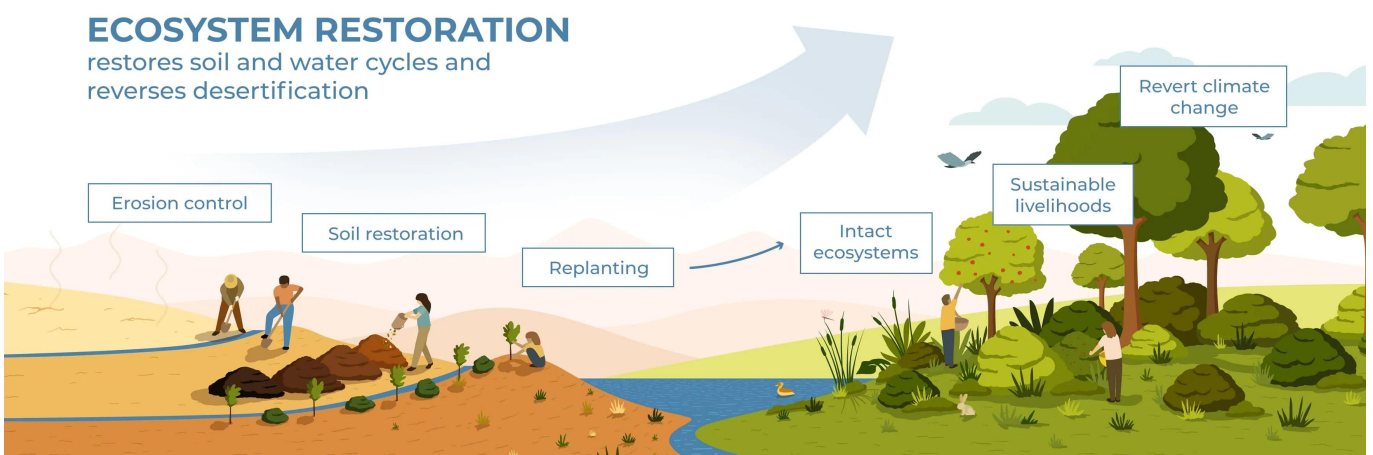 ECOSYSTEM RESTORATION
restores soil and water cycles and
reverses desertification
Erosion control
Soil restoration
Replanting
Intact
ecosystems
Sustainable
livelihoods
Revert climate
change